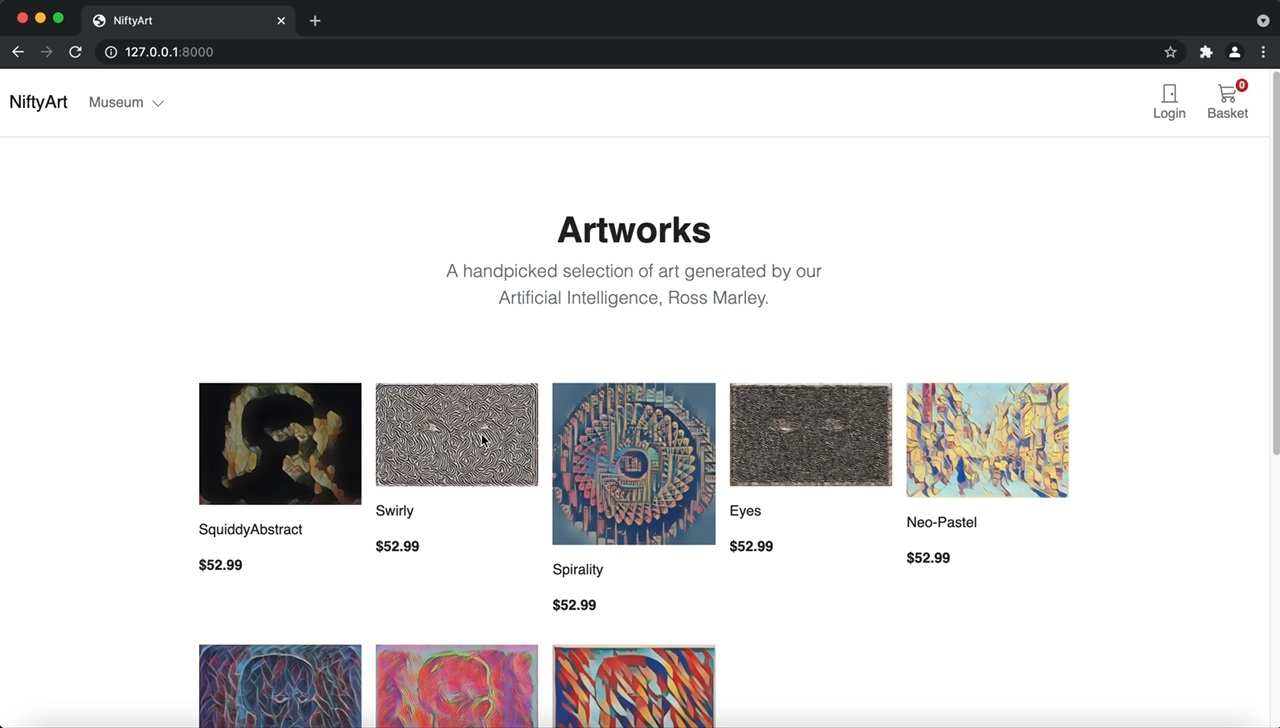 NiftyArt
127.0.0.1:8000
NiftyArt
Museum
Login
0
Basket
Artworks
A handpicked selection of art generated by our
Artificial Intelligence, Ross Marley.
SquiddyAbstract
$52.99
Swirly
$52.99
Spirality
$52.99
Eyes
$52.99
Neo-Pastel
$52.99